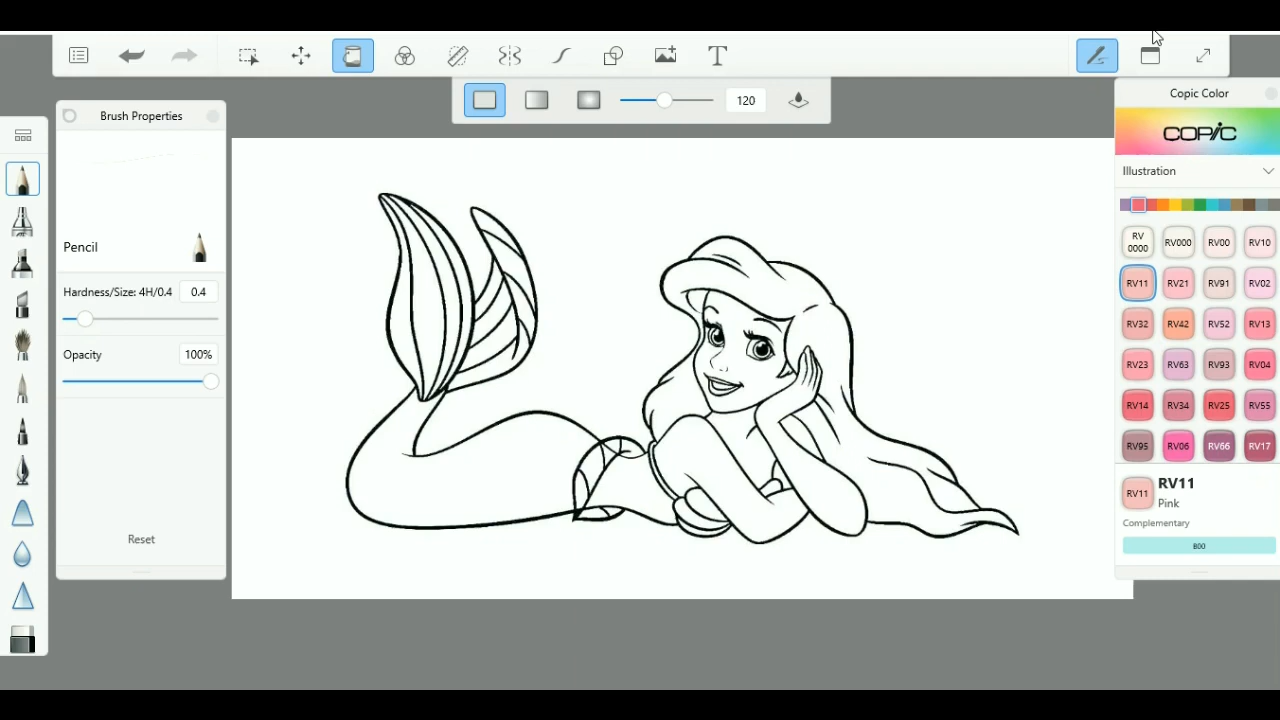 T
120
Brush Properties
Pencil
Hardness/Size: 4H/0.4 0.4
Opacity 100%
Reset
Copic Color
COPIC
Illustration
RV 0000 RV000 RV00 RV10
RV11 RV21 RV91 RV02
RV32 RV42 RV52 RV13
RV23 RV63 RV93 RV04
RV14 RV34 RV25 RV55
RV95 RV06 RV66 RV17
RV11 RV11
Pink
Complementary
B00